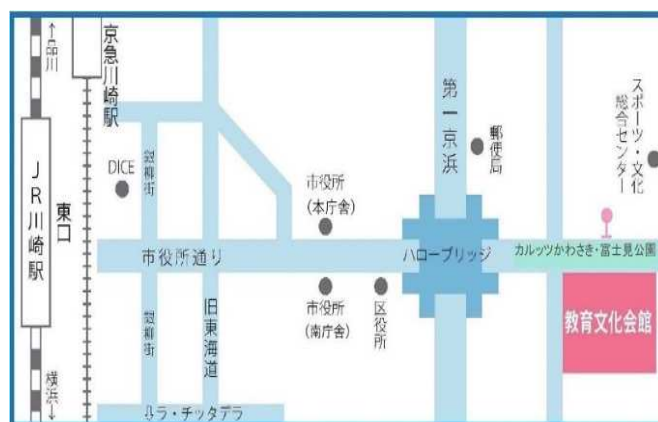 ↑品川
京急川崎駅
JR川崎駅
東口
横浜↓
DICE
銀柳街
銀柳街
市役所通り
旧東海道
市役所
(本庁舎)
市役所
(南庁舎)
区役所
第一京浜
ハローブリッジ
郵便局
スポーツ・文化
総合センター
カルッツかわさき・富士見公園
教育文化会館
ラ・チッタデラ